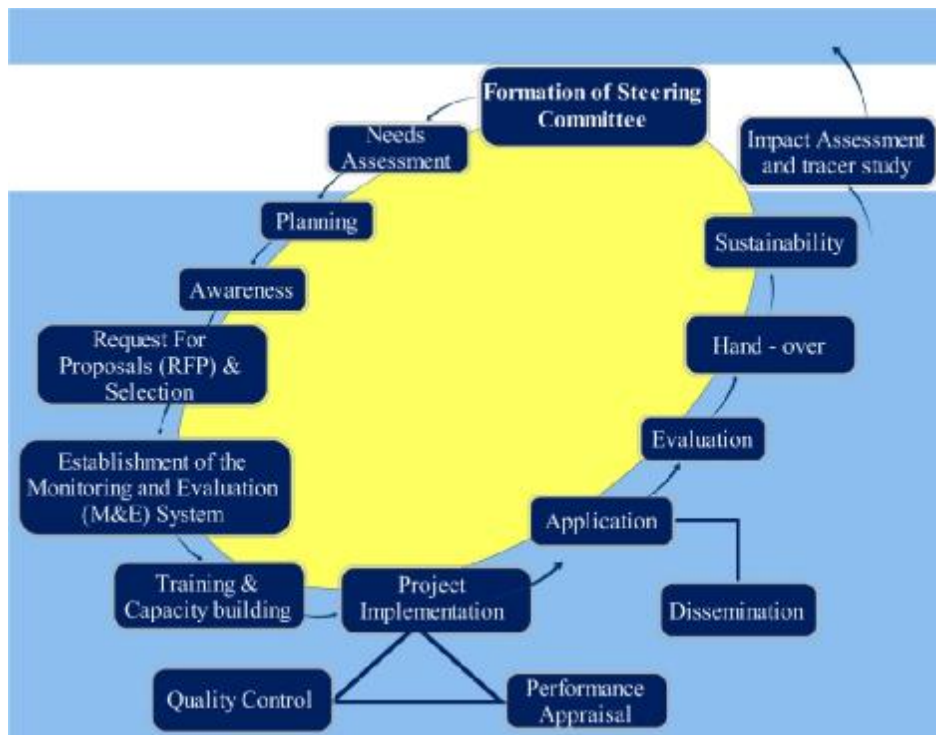 Formation of Steering
Committee
Needs
Assessment
Planning
Awareness
Request For
Proposals (RFP) &
Selection
Establishment of the
Monitoring and Evaluation
(M&E) System
Training &
Capacity building
Project
Implementation
Quality Control
Performance
Appraisal
Application
Dissemination
Evaluation
Hand - over
Sustainability
Impact Assessment
and tracer study